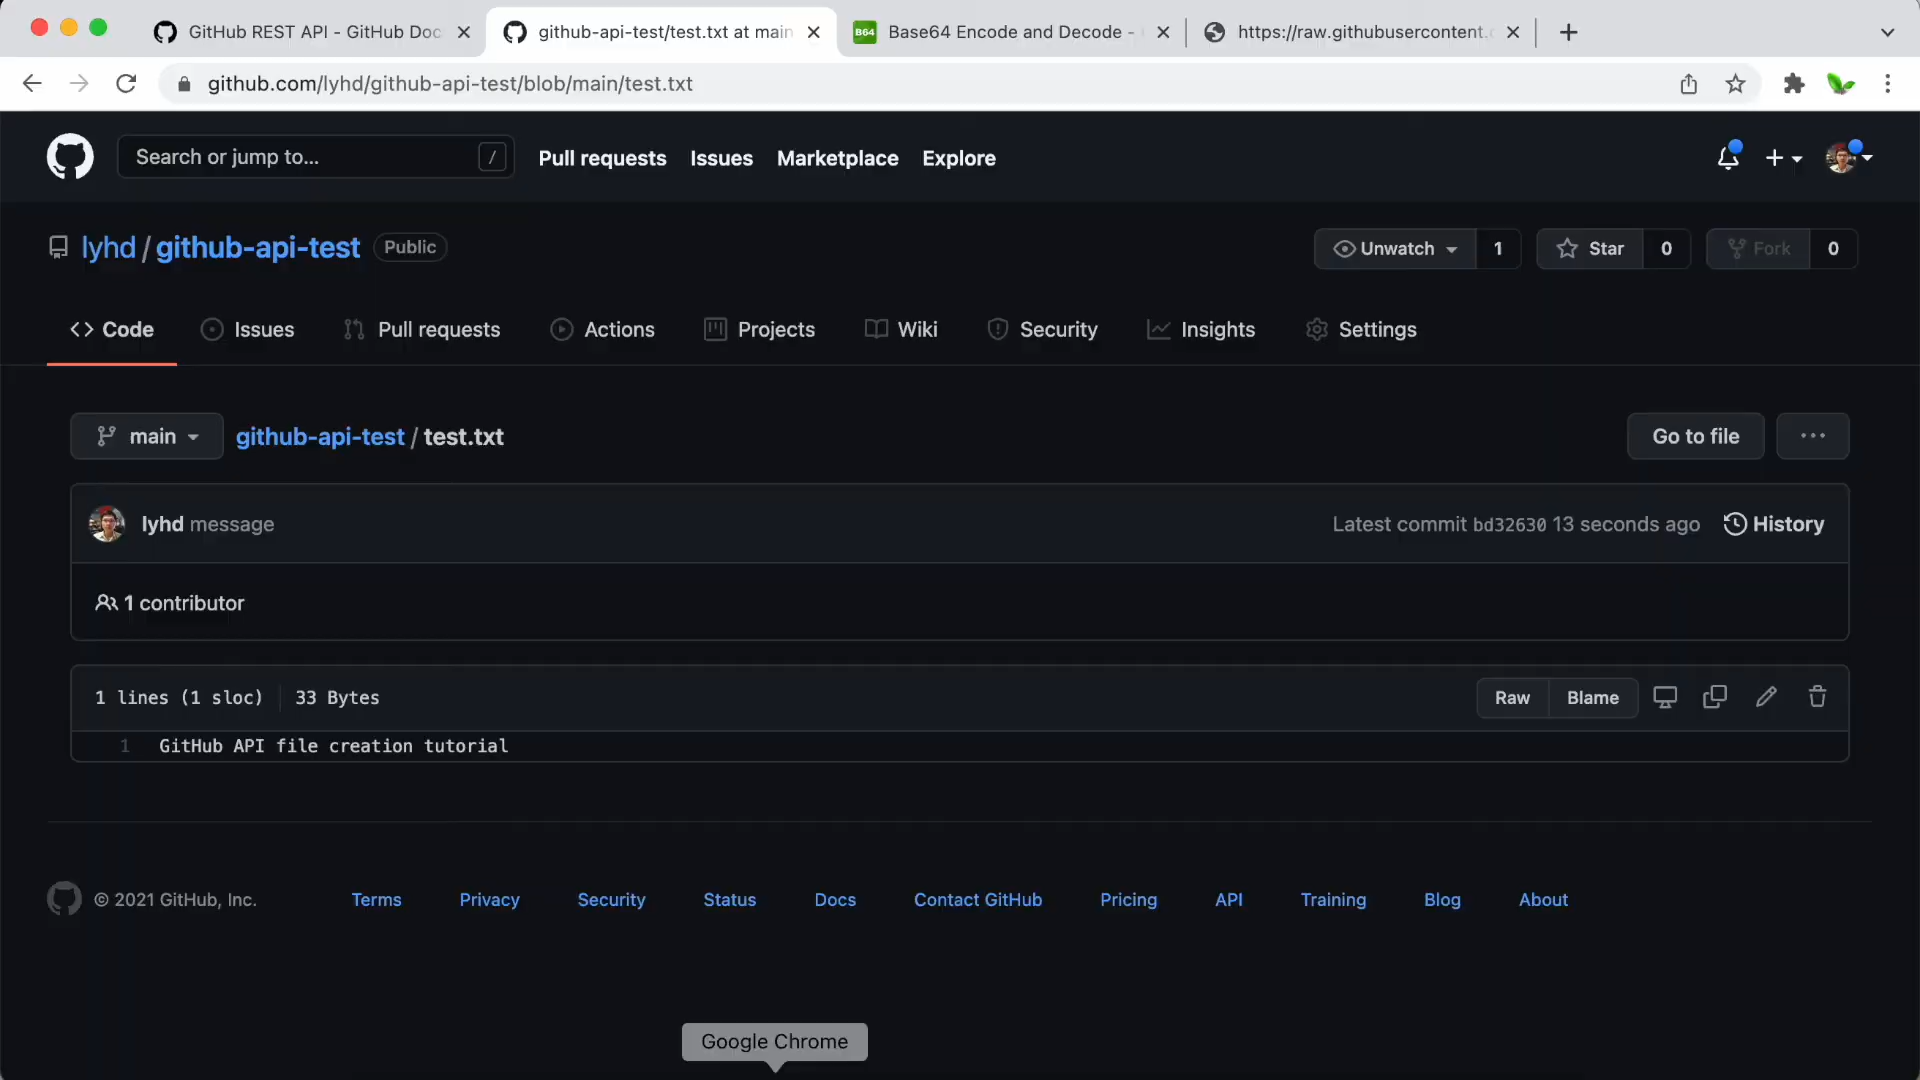 GitHub REST API - GitHub Doc
github-api-test/test.txt at main
B64 Base64 Encode and Decode -
https://raw.githubusercontent.
github.com/lyhd/github-api-test/blob/main/test.txt
Search or jump to... /
Pull requests Issues Marketplace Explore
lyhd / github-api-test Public
Unwatch 1 Star 0 Fork 0
Code Issues Pull requests Actions Projects Wiki Security Insights Settings
main github-api-test / test.txt
Go to file ...
lyhd message
Latest commit bd32630 13 seconds ago History
1 contributor
1 lines (1 sloc) 33 Bytes
Raw Blame
1 GitHub API file creation tutorial
© 2021 GitHub, Inc. Terms Privacy Security Status Docs Contact GitHub Pricing API Training Blog About
Google Chrome